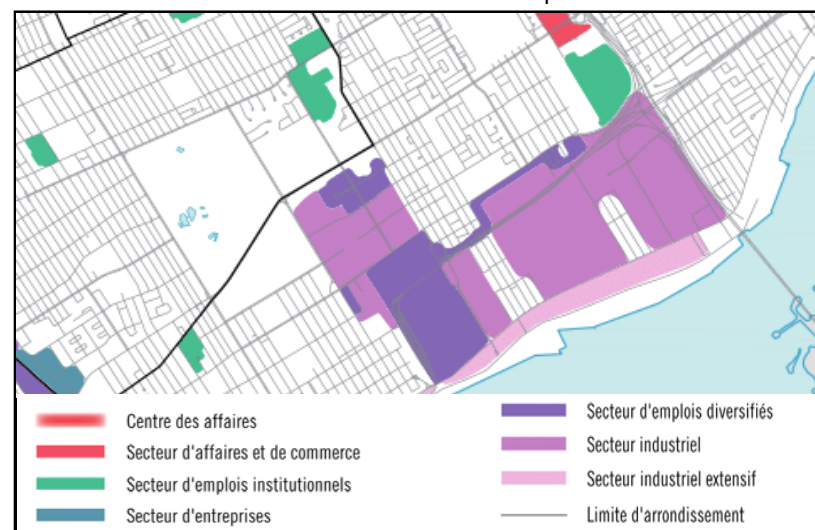 Centre des affaires
Secteur d'affaires et de commerce
Secteur d'emplois institutionnels
Secteur d'entreprises
Secteur d'emplois diversifiés
Secteur industriel
Secteur industriel extensif
Limite d'arrondissement